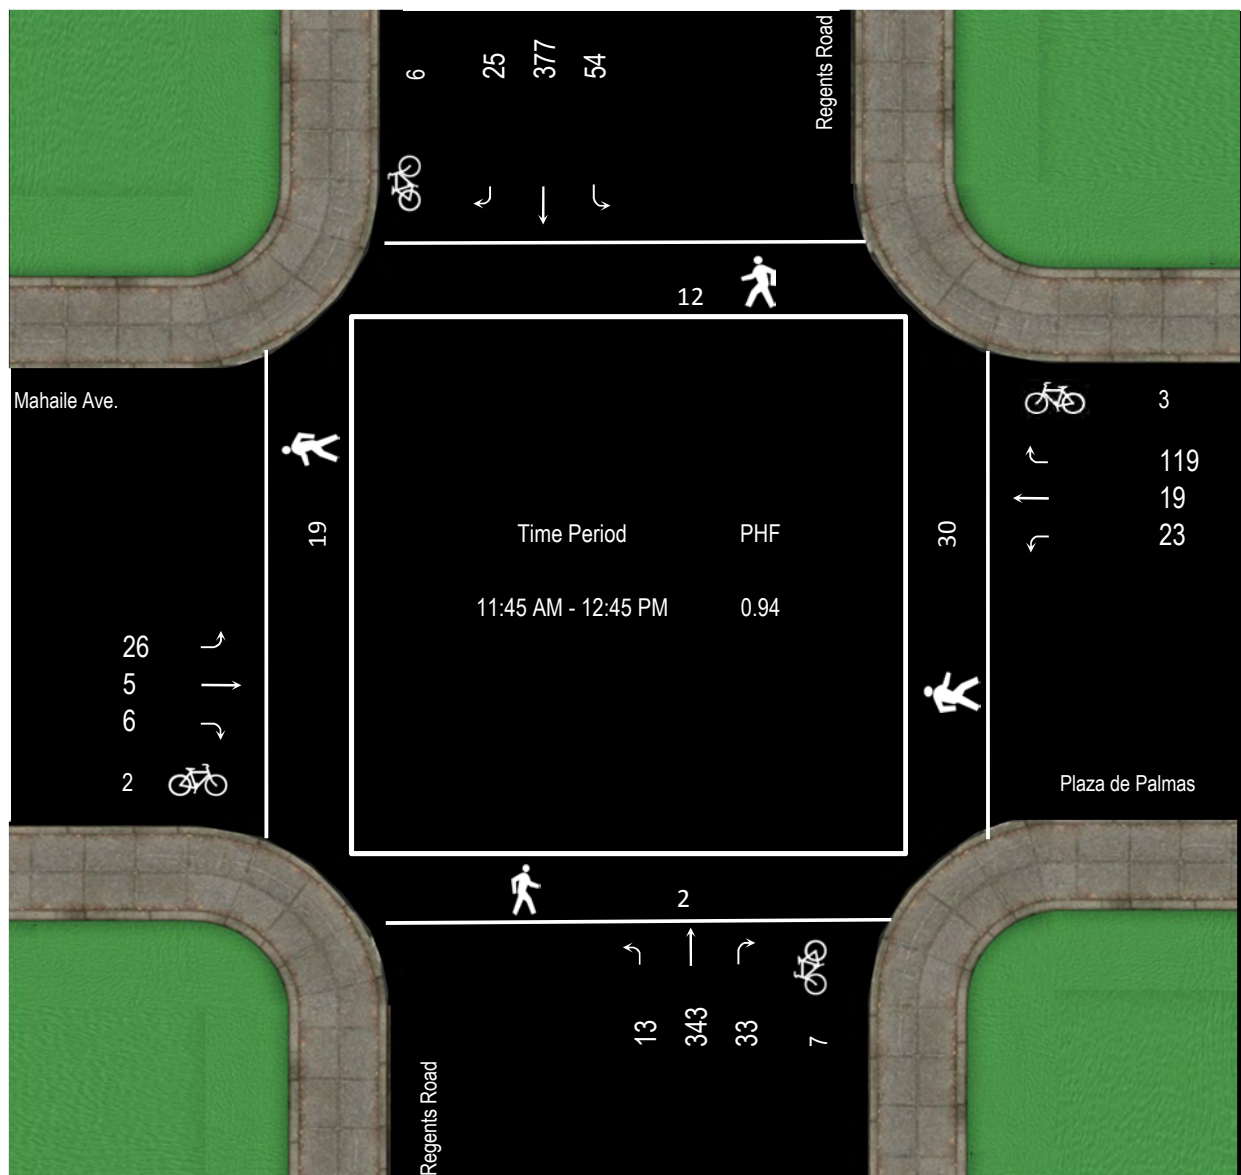 6 25 377 54
Regents Road
12
Mahaile Ave.
3
119
19
23
19
30
Time Period PHF
11:45 AM - 12:45 PM 0.94
26
5
6
2
Plaza de Palmas
2
13 343 33 7
Regents Road